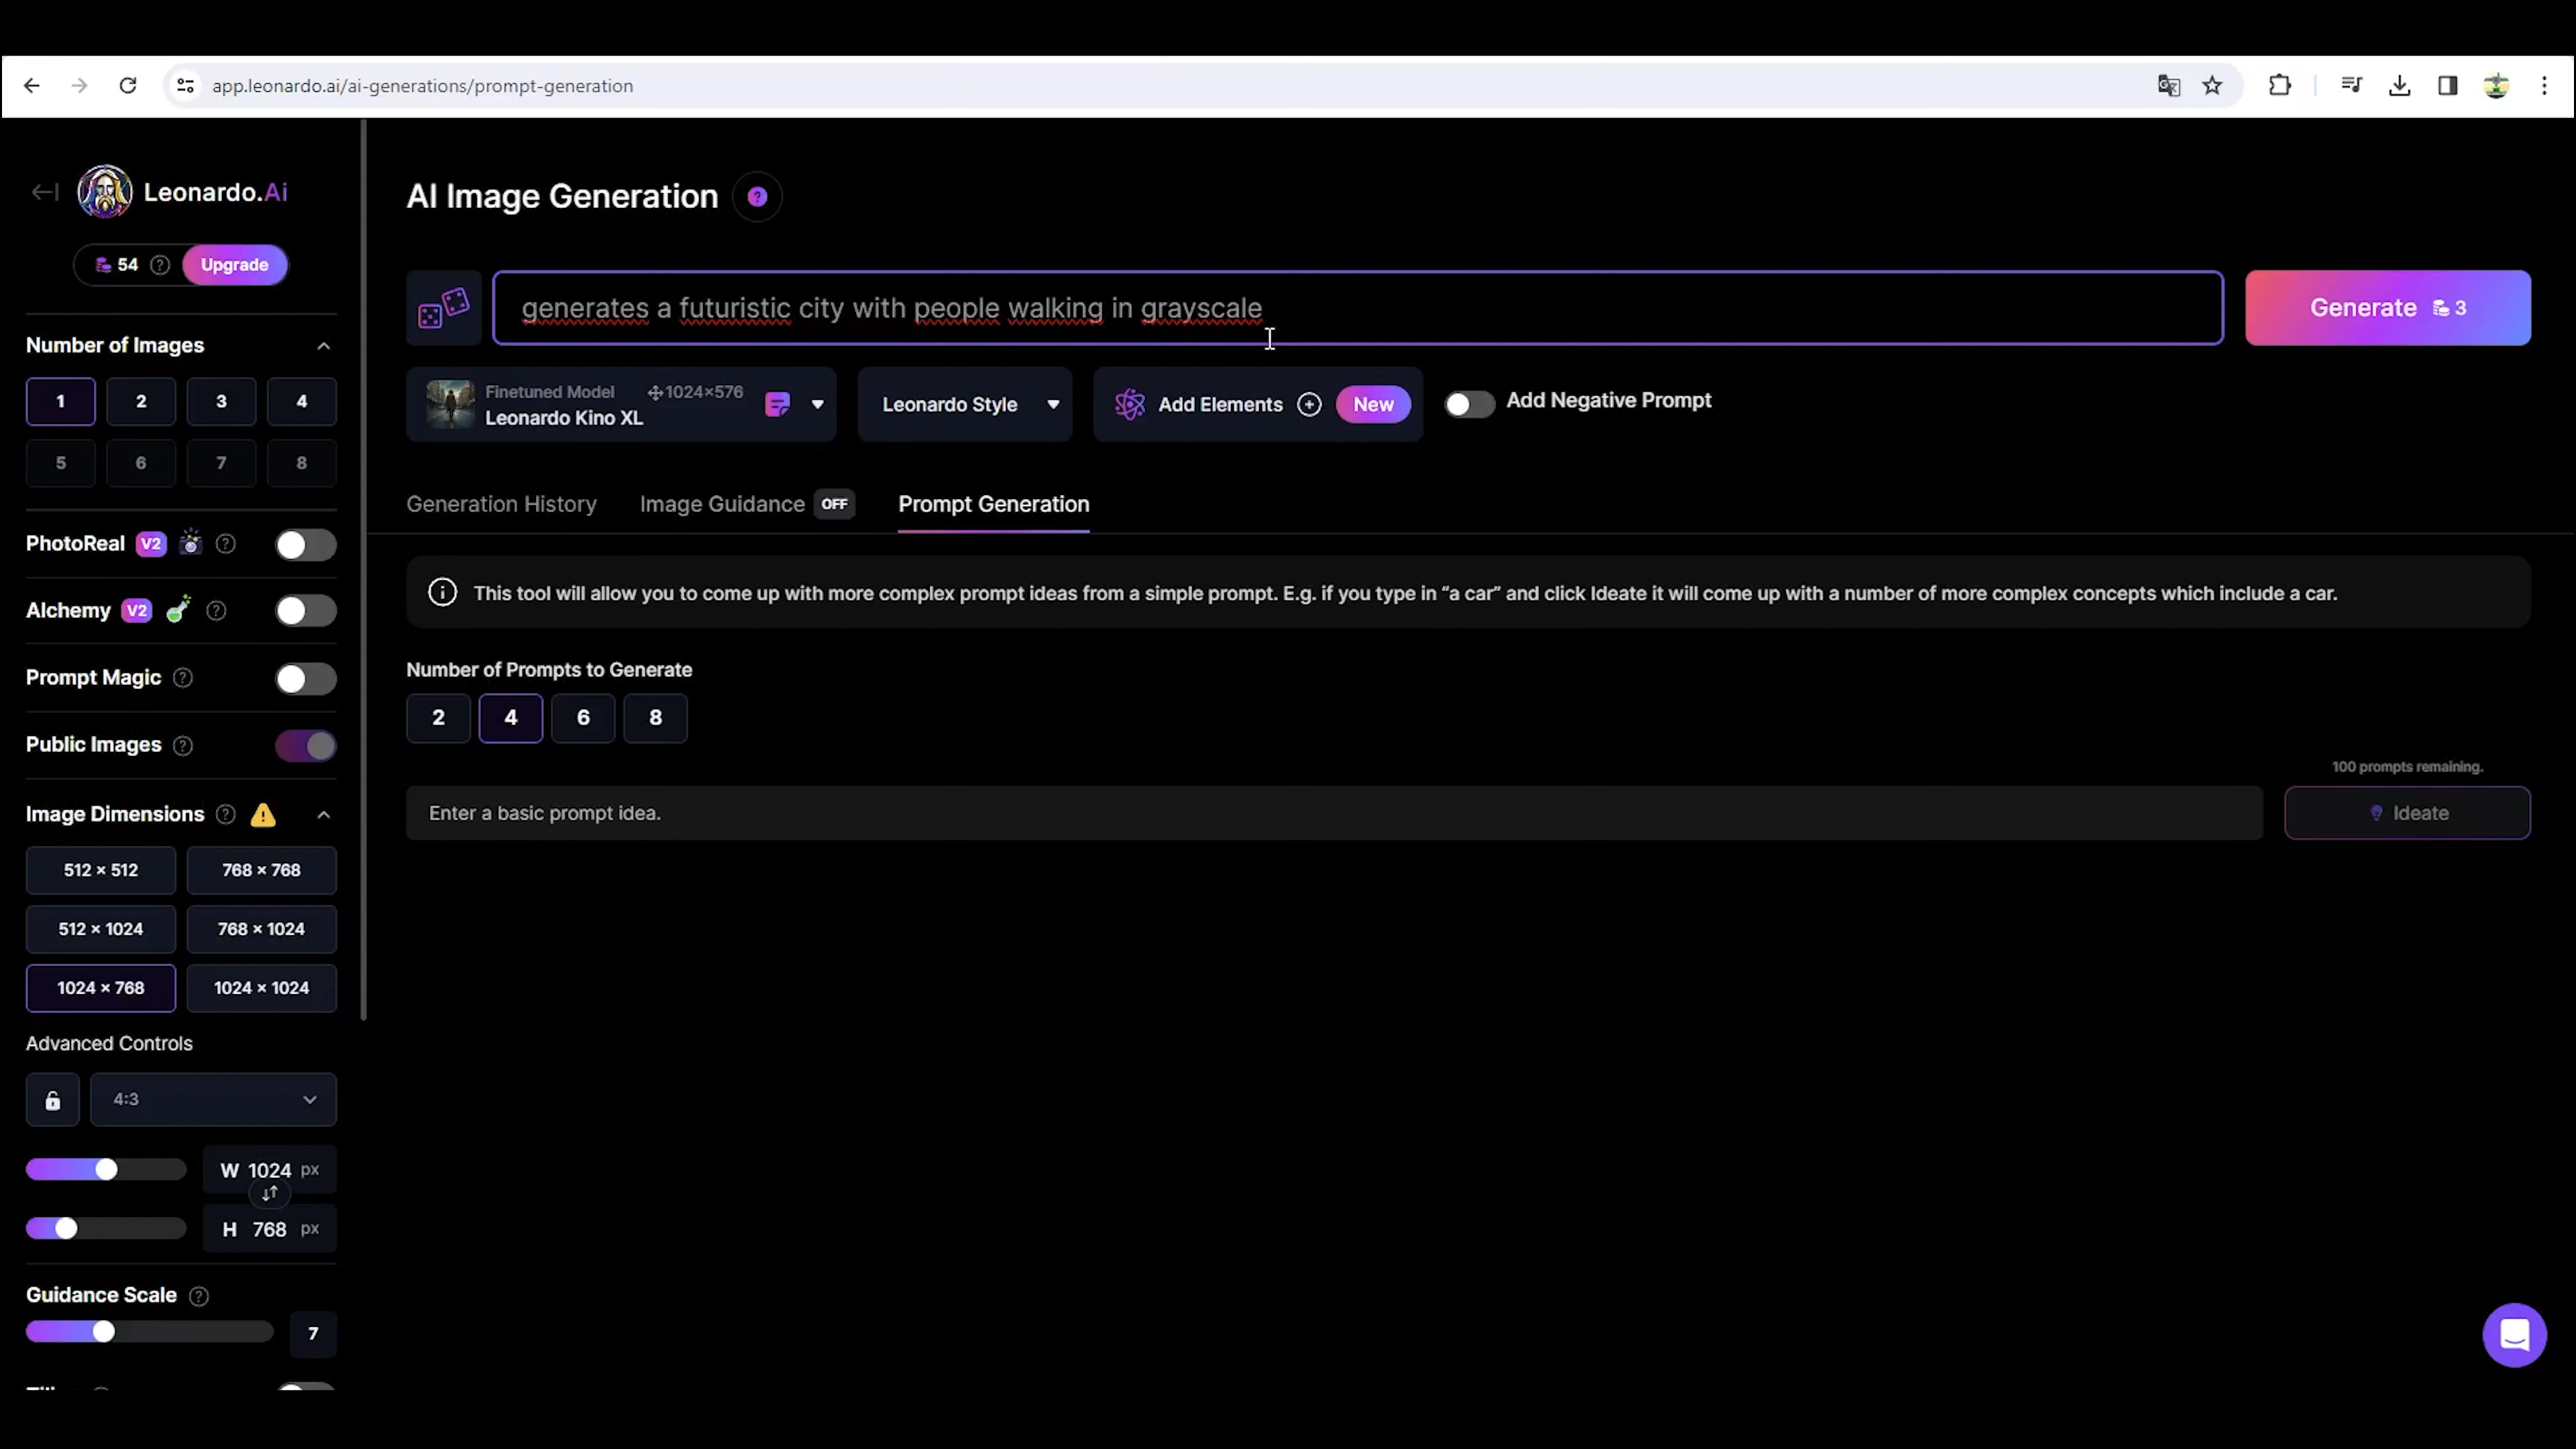 app.leonardo.ai/ai-generations/prompt-generation
Leonardo.Ai
54 ? Upgrade
Number of Images
1 2 3 4
5 6 7 8
PhotoReal V2 ?
Alchemy V2 ?
Prompt Magic ?
Public Images ?
Image Dimensions ?
512 × 512 768 × 768
512 × 1024 768 × 1024
1024 × 768 1024 × 1024
Advanced Controls
4:3
W 1024 px
H 768 px
Guidance Scale ?
7
AI Image Generation ?
generates a futuristic city with people walking in grayscale
Generate 3
Finetuned Model 1024×576
Leonardo Kino XL
Leonardo Style
Add Elements New
Add Negative Prompt
Generation History Image Guidance OFF Prompt Generation
This tool will allow you to come up with more complex prompt ideas from a simple prompt. E.g. if you type in “a car” and click Ideate it will come up with a number of more complex concepts which include a car.
Number of Prompts to Generate
2 4 6 8
100 prompts remaining.
Enter a basic prompt idea.
Ideate